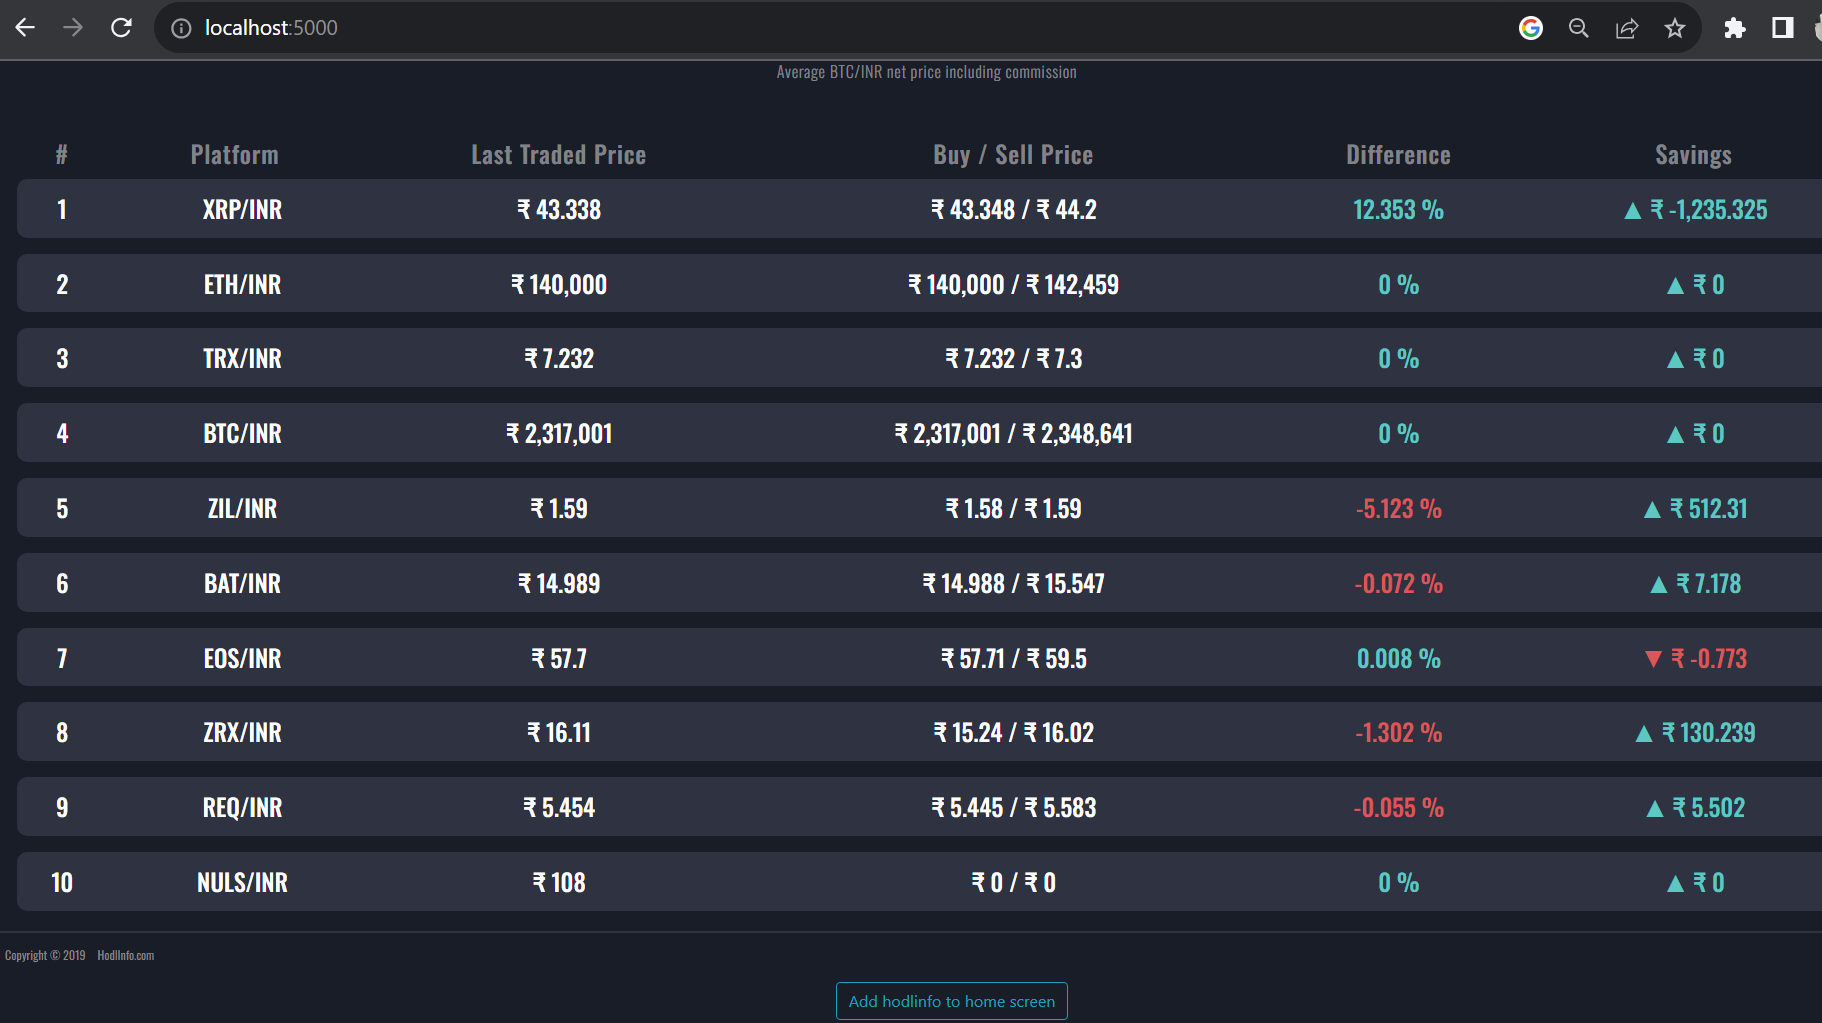 localhost:5000
Average BTC/INR net price including commission
# Platform Last Traded Price Buy / Sell Price Difference Savings
1 XRP/INR ₹ 43.338 ₹ 43.348 / ₹ 44.2 12.353 % ▲ ₹ -1,235.325
2 ETH/INR ₹ 140,000 ₹ 140,000 / ₹ 142,459 0 % ▲ ₹ 0
3 TRX/INR ₹ 7.232 ₹ 7.232 / ₹ 7.3 0 % ▲ ₹ 0
4 BTC/INR ₹ 2,317,001 ₹ 2,317,001 / ₹ 2,348,641 0 % ▲ ₹ 0
5 ZIL/INR ₹ 1.59 ₹ 1.58 / ₹ 1.59 -5.123 % ▲ ₹ 512.31
6 BAT/INR ₹ 14.989 ₹ 14.988 / ₹ 15.547 -0.072 % ▲ ₹ 7.178
7 EOS/INR ₹ 57.7 ₹ 57.71 / ₹ 59.5 0.008 % ▼ ₹ -0.773
8 ZRX/INR ₹ 16.11 ₹ 15.24 / ₹ 16.02 -1.302 % ▲ ₹ 130.239
9 REQ/INR ₹ 5.454 ₹ 5.445 / ₹ 5.583 -0.055 % ▲ ₹ 5.502
10 NULS/INR ₹ 108 ₹ 0 / ₹ 0 0 % ▲ ₹ 0
Copyright © 2019 HodlInfo.com
Add hodlinfo to home screen